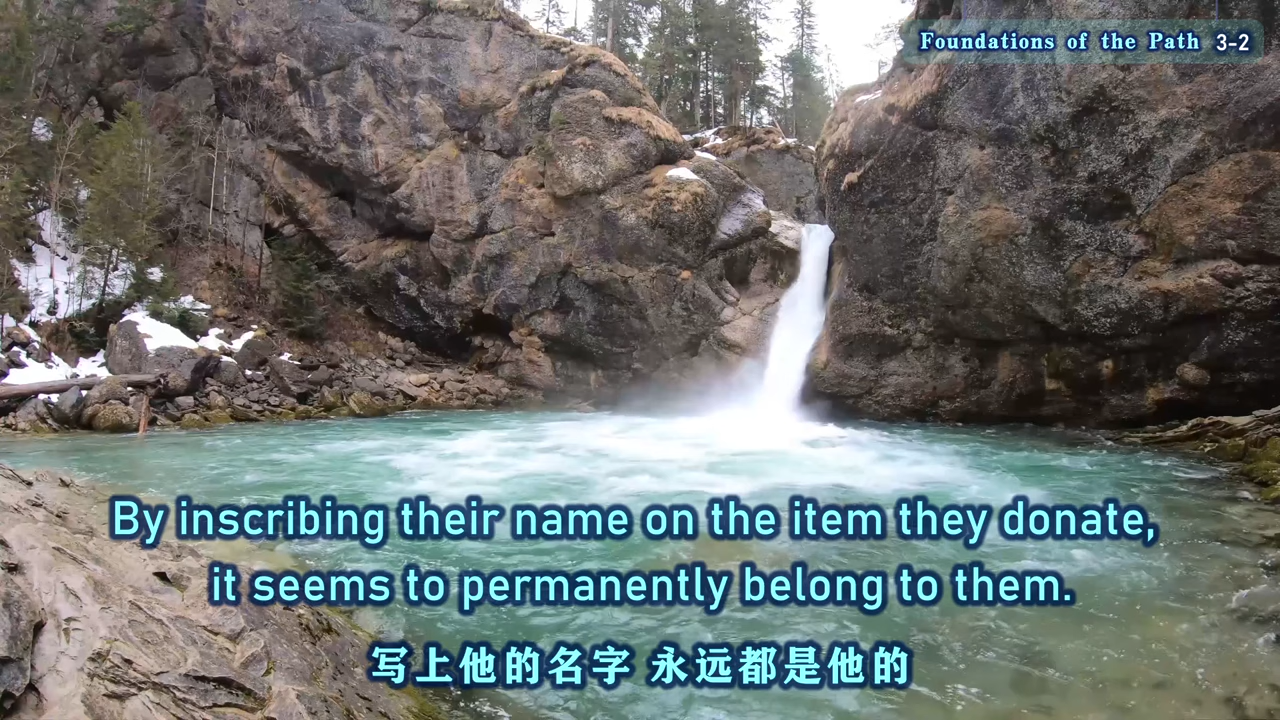 Foundations of the Path 3-2
By inscribing their name on the item they donate,
it seems to permanently belong to them.
写上他的名字 永远都是他的